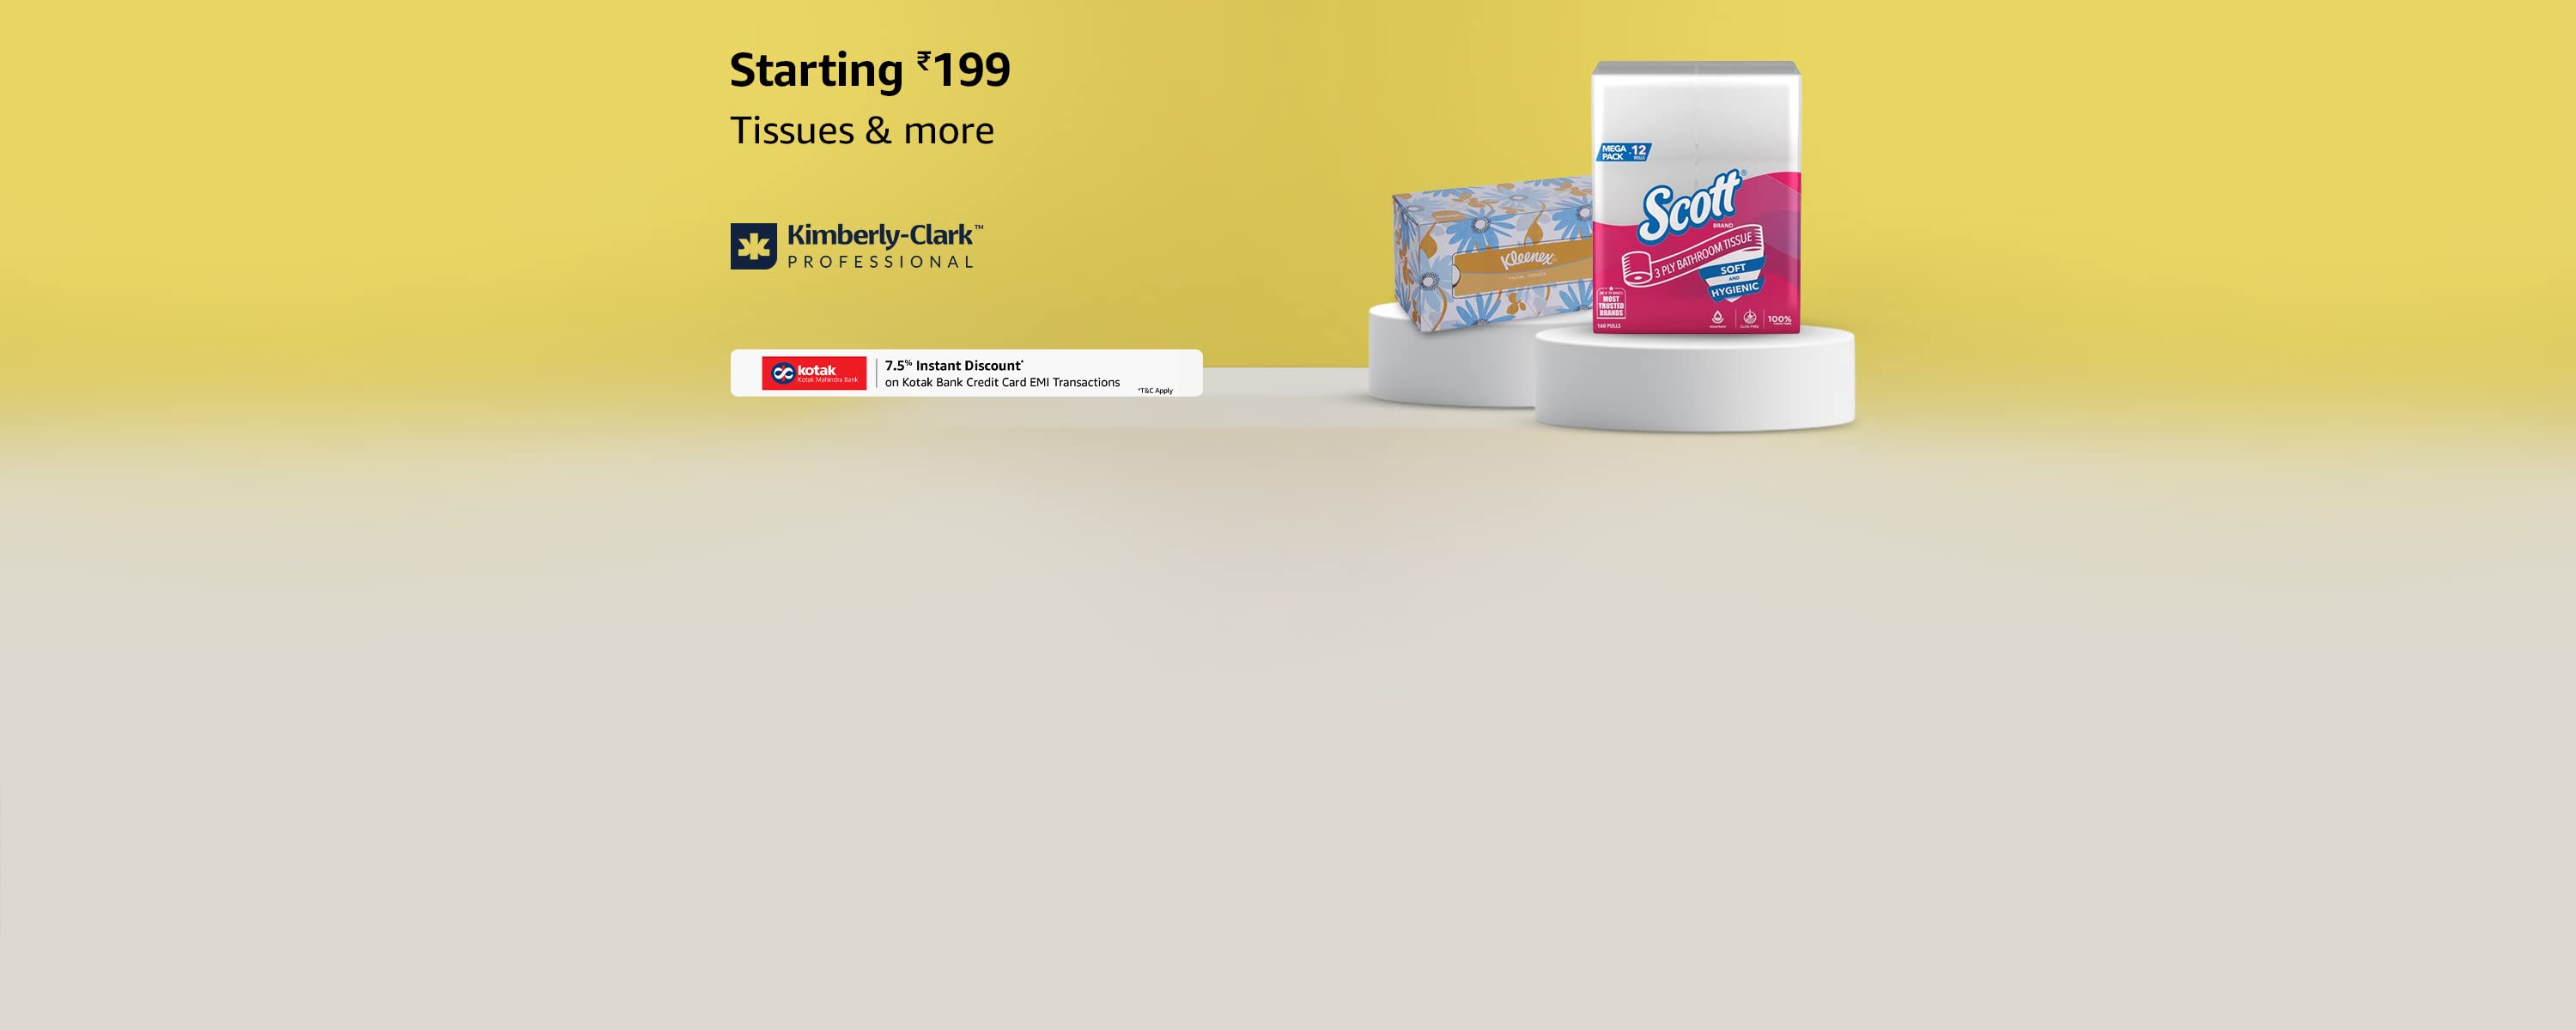 Starting ₹199
Tissues & more
Kimberly-Clark™
PROFESSIONAL
kotak
Kotak Mahindra Bank
7.5% Instant Discount*
on Kotak Bank Credit Card EMI Transactions
*T&C Apply
Kleenex
MEGA PACK 12 ROLLS
Scott®
BRAND
3 PLY BATHROOM TISSUE
SOFT
AND
HYGIENIC
MOST
TRUSTED
BRANDS
160 PULLS
100%